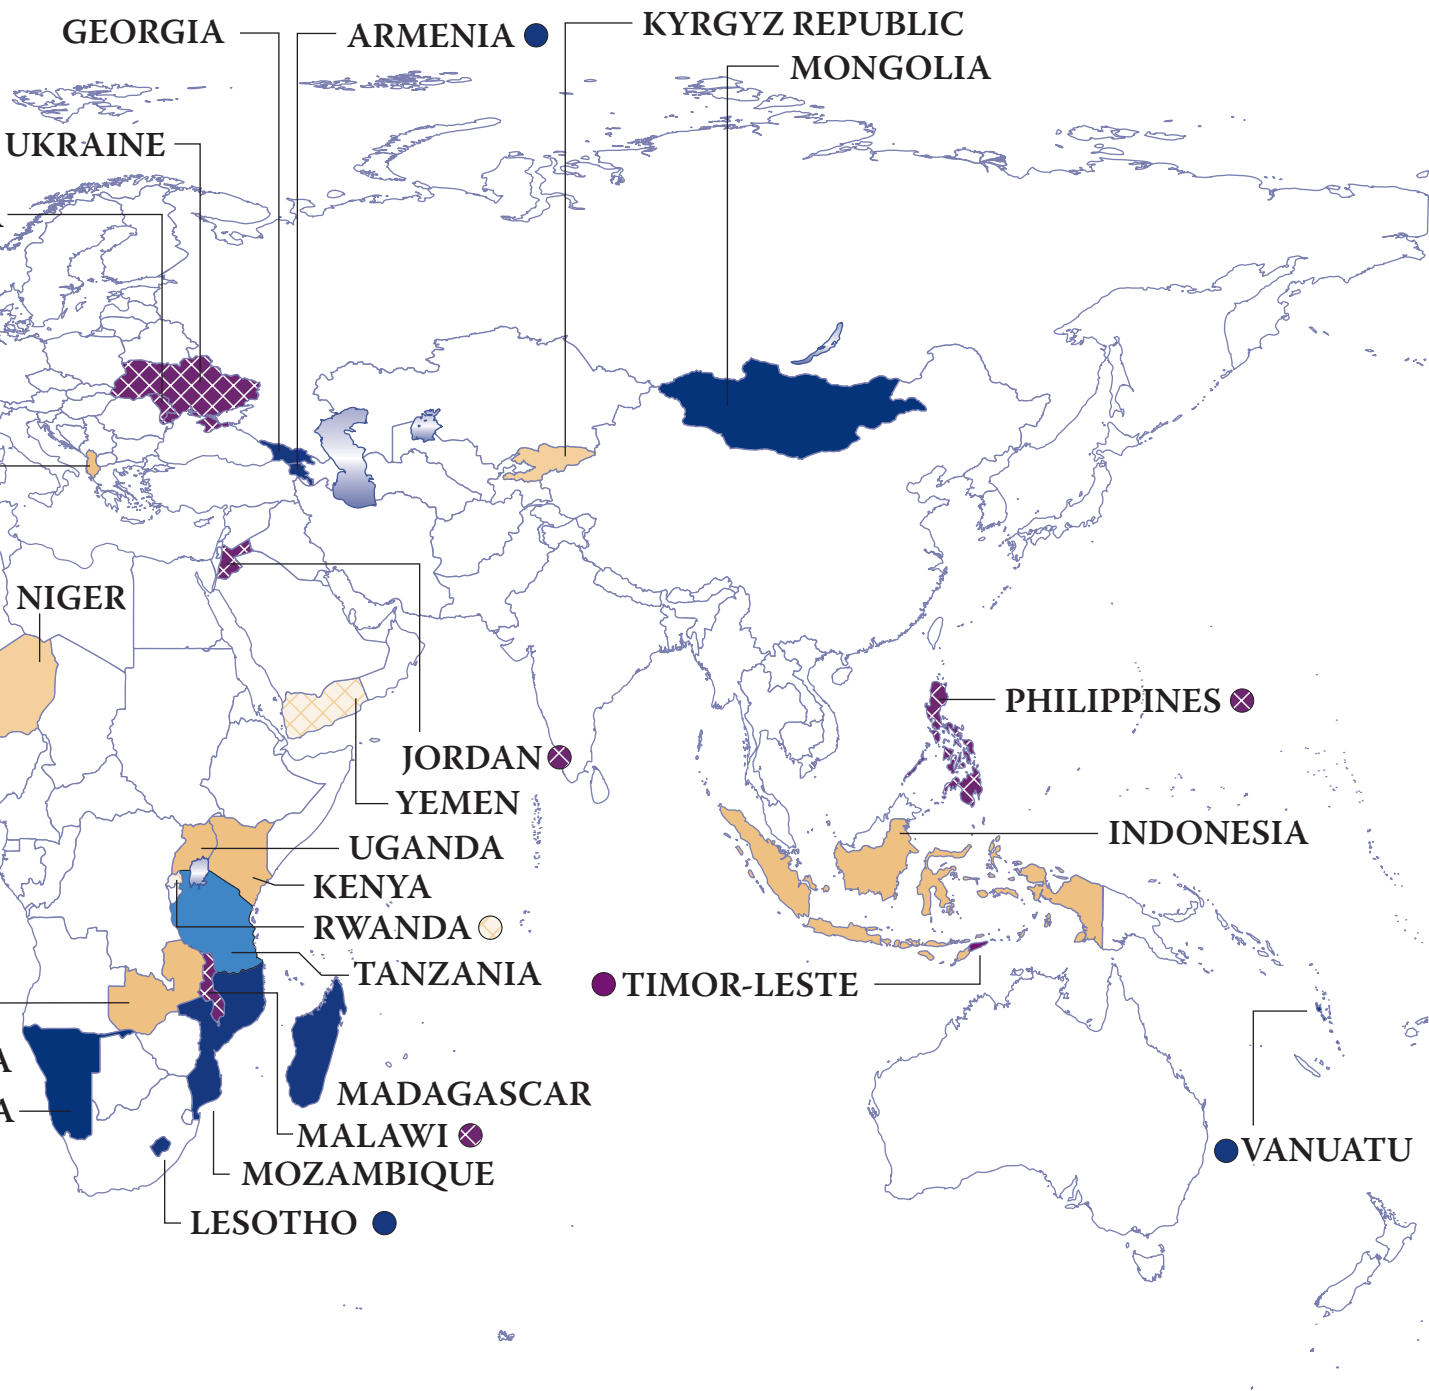 GEORGIA
ARMENIA
KYRGYZ REPUBLIC
MONGOLIA
UKRAINE
NIGER
PHILIPPINES
JORDAN
YEMEN
INDONESIA
UGANDA
KENYA
RWANDA
TANZANIA
TIMOR-LESTE
A
A
MADAGASCAR
MALAWI
VANUATU
MOZAMBIQUE
LESOTHO